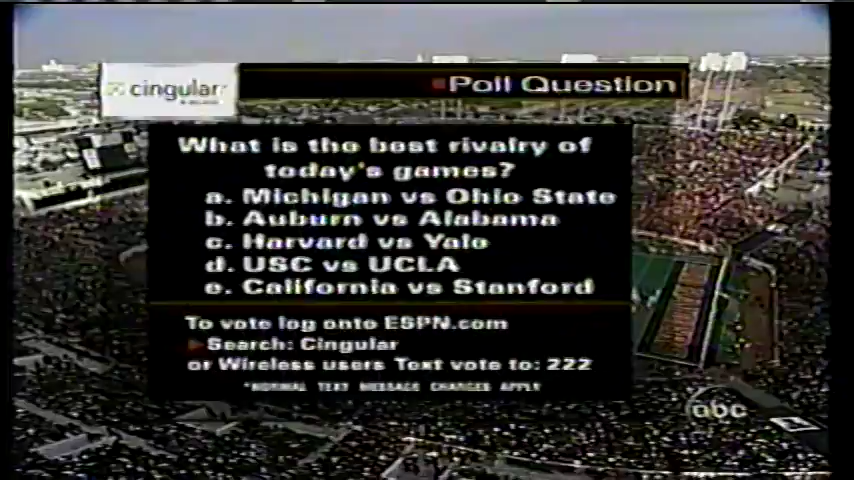 cingular
Poll Question
What is the best rivalry of
today's games?
a. Michigan vs Ohio State
b. Auburn vs Alabama
c. Harvard vs Yale
d. USC vs UCLA
e. California vs Stanford
To vote log onto ESPN.com
Search: Cingular
or Wireless users Text vote to: 222
*NORMAL TEXT MESSAGE CHARGES APPLY
abc